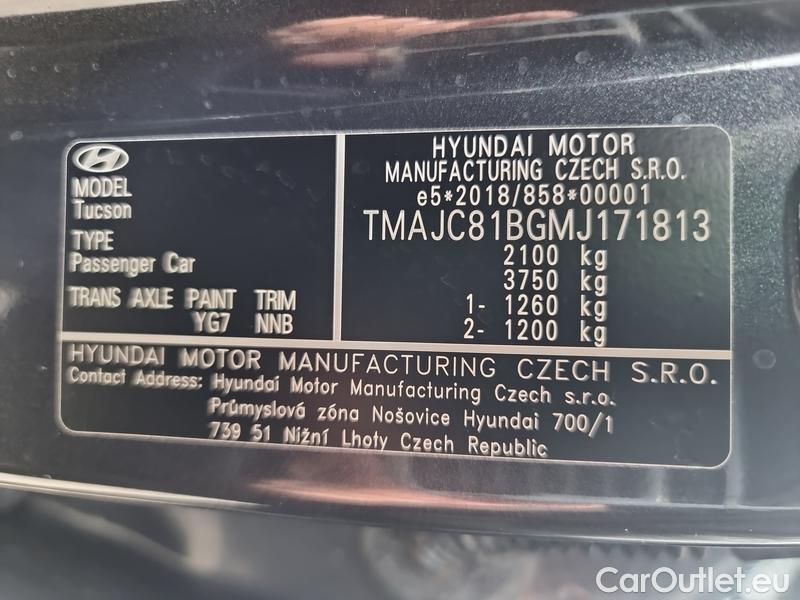 MODEL
Tucson
TYPE
Passenger Car
TRANS AXLE PAINT TRIM
YG7 NNB
HYUNDAI MOTOR
MANUFACTURING CZECH S.R.O.
e5*2018/858*00001
TMAJC81BGMJ171813
2100 kg
3750 kg
1- 1260 kg
2- 1200 kg
HYUNDAI MOTOR MANUFACTURING CZECH S.R.O.
Contact Address: Hyundai Motor Manufacturing Czech s.r.o.
Průmyslová zóna Nošovice Hyundai 700/1
739 51 Nižní Lhoty Czech Republic
CarOutlet.eu